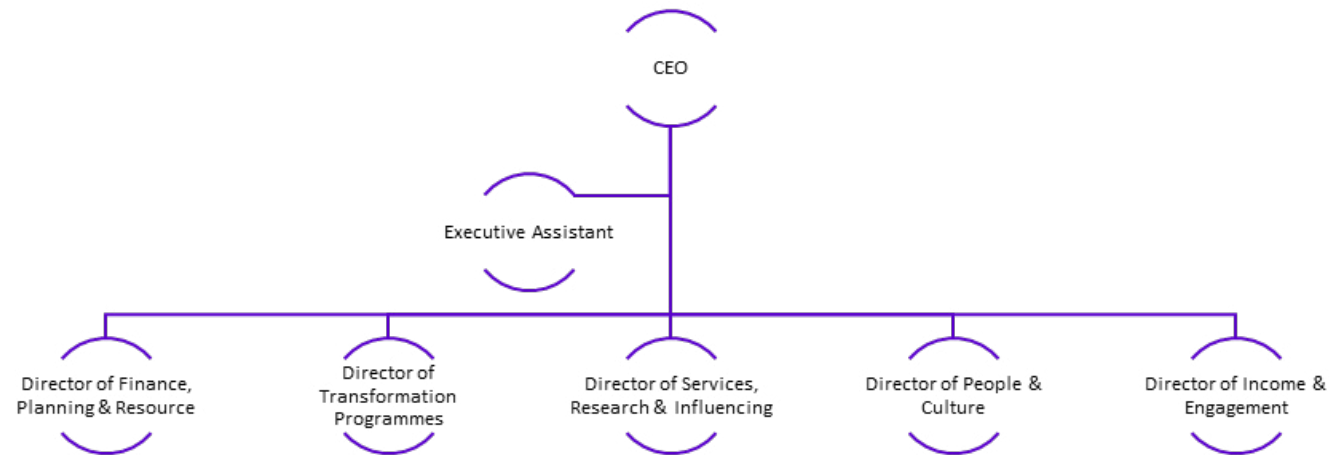 CEO
Executive Assistant
Director of Finance,
Planning & Resource
Director of
Transformation
Programmes
Director of Services,
Research & Influencing
Director of People &
Culture
Director of Income &
Engagement